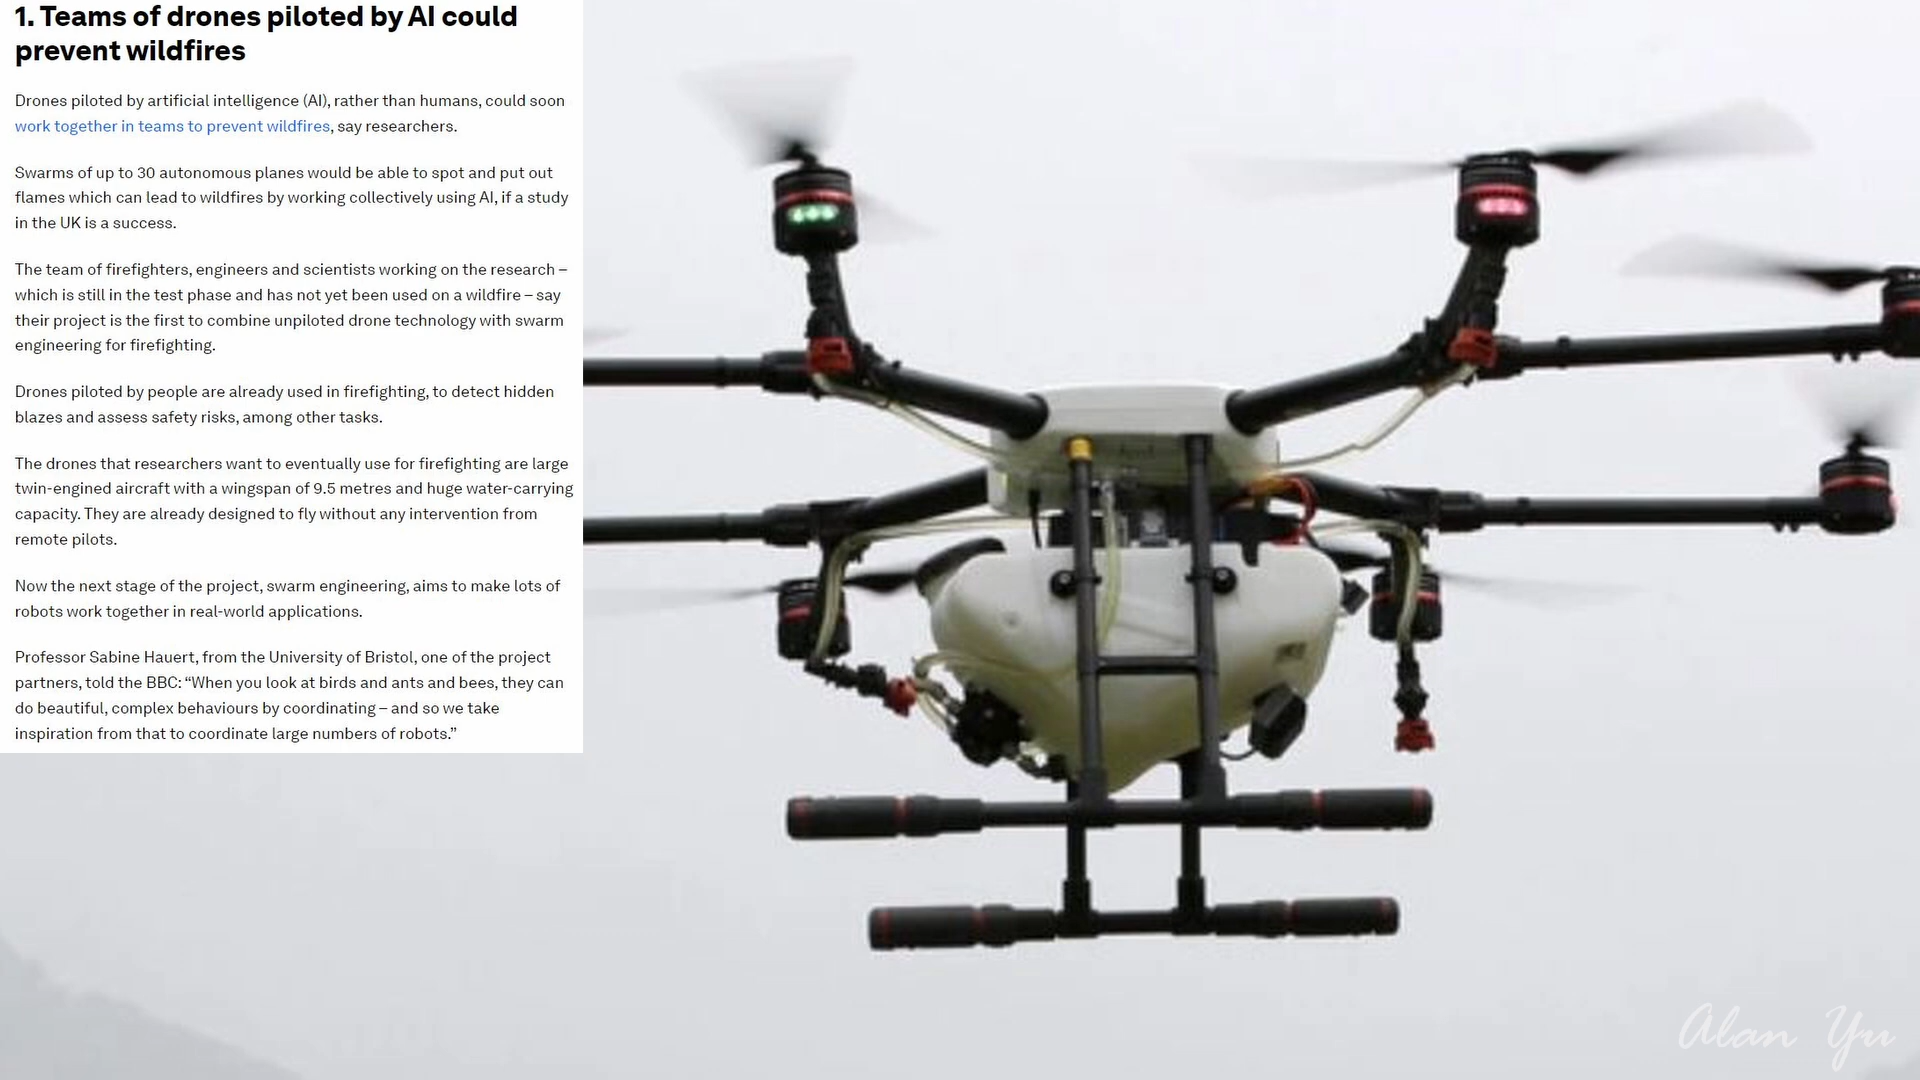 1. Teams of drones piloted by AI could
prevent wildfires
Drones piloted by artificial intelligence (AI), rather than humans, could soon
work together in teams to prevent wildfires, say researchers.
Swarms of up to 30 autonomous planes would be able to spot and put out
flames which can lead to wildfires by working collectively using AI, if a study
in the UK is a success.
The team of firefighters, engineers and scientists working on the research –
which is still in the test phase and has not yet been used on a wildfire – say
their project is the first to combine unpiloted drone technology with swarm
engineering for firefighting.
Drones piloted by people are already used in firefighting, to detect hidden
blazes and assess safety risks, among other tasks.
The drones that researchers want to eventually use for firefighting are large
twin-engined aircraft with a wingspan of 9.5 metres and huge water-carrying
capacity. They are already designed to fly without any intervention from
remote pilots.
Now the next stage of the project, swarm engineering, aims to make lots of
robots work together in real-world applications.
Professor Sabine Hauert, from the University of Bristol, one of the project
partners, told the BBC: “When you look at birds and ants and bees, they can
do beautiful, complex behaviours by coordinating – and so we take
inspiration from that to coordinate large numbers of robots.”
Alan Yu